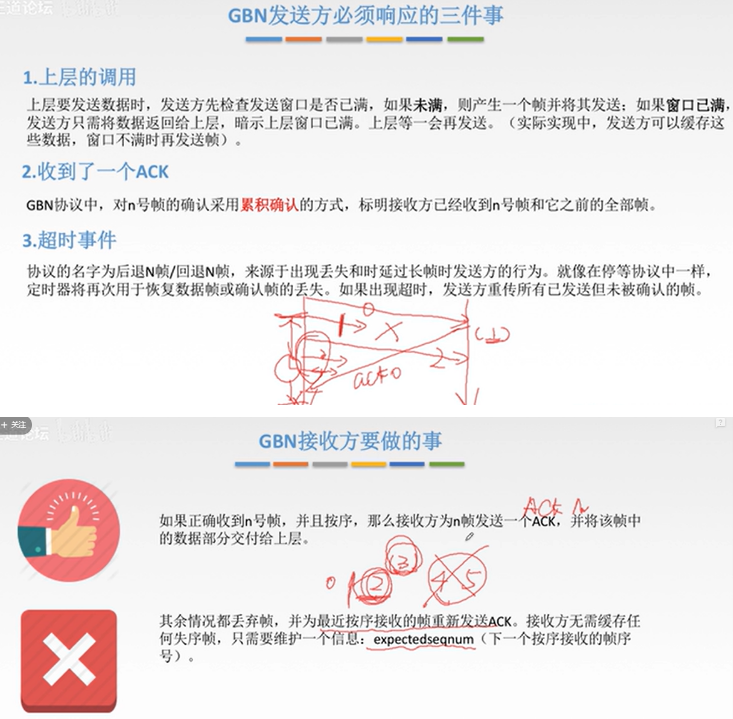 王道论坛
GBN发送方必须响应的三件事
1.上层的调用
上层要发送数据时，发送方先检查发送窗口是否已满，如果未满，则产生一个帧并将其发送；如果窗口已满，
发送方只需将数据返回给上层，暗示上层窗口已满。上层等一会再发送。（实际实现中，发送方可以缓存这
些数据，窗口不满时再发送帧）。
2.收到了一个ACK
GBN协议中，对n号帧的确认采用累积确认的方式，标明接收方已经收到n号帧和它之前的全部帧。
3.超时事件
协议的名字为后退N帧/回退N帧，来源于出现丢失和时延过长帧时发送方的行为。就像在停等协议中一样，
定时器将再次用于恢复数据帧或确认帧的丢失。如果出现超时，发送方重传所有已发送但未被确认的帧。
0
1
2
ack0
+ 关注
道论坛
GBN接收方要做的事
ACK n
如果正确收到n号帧，并且按序，那么接收方为n帧发送一个ACK，并将该帧中
的数据部分交付给上层。
0 1 2 3 4 5
其余情况都丢弃帧，并为最近按序接收的帧重新发送ACK。接收方无需缓存任
何失序帧，只需要维护一个信息：expectedseqnum（下一个按序接收的帧序
号）。